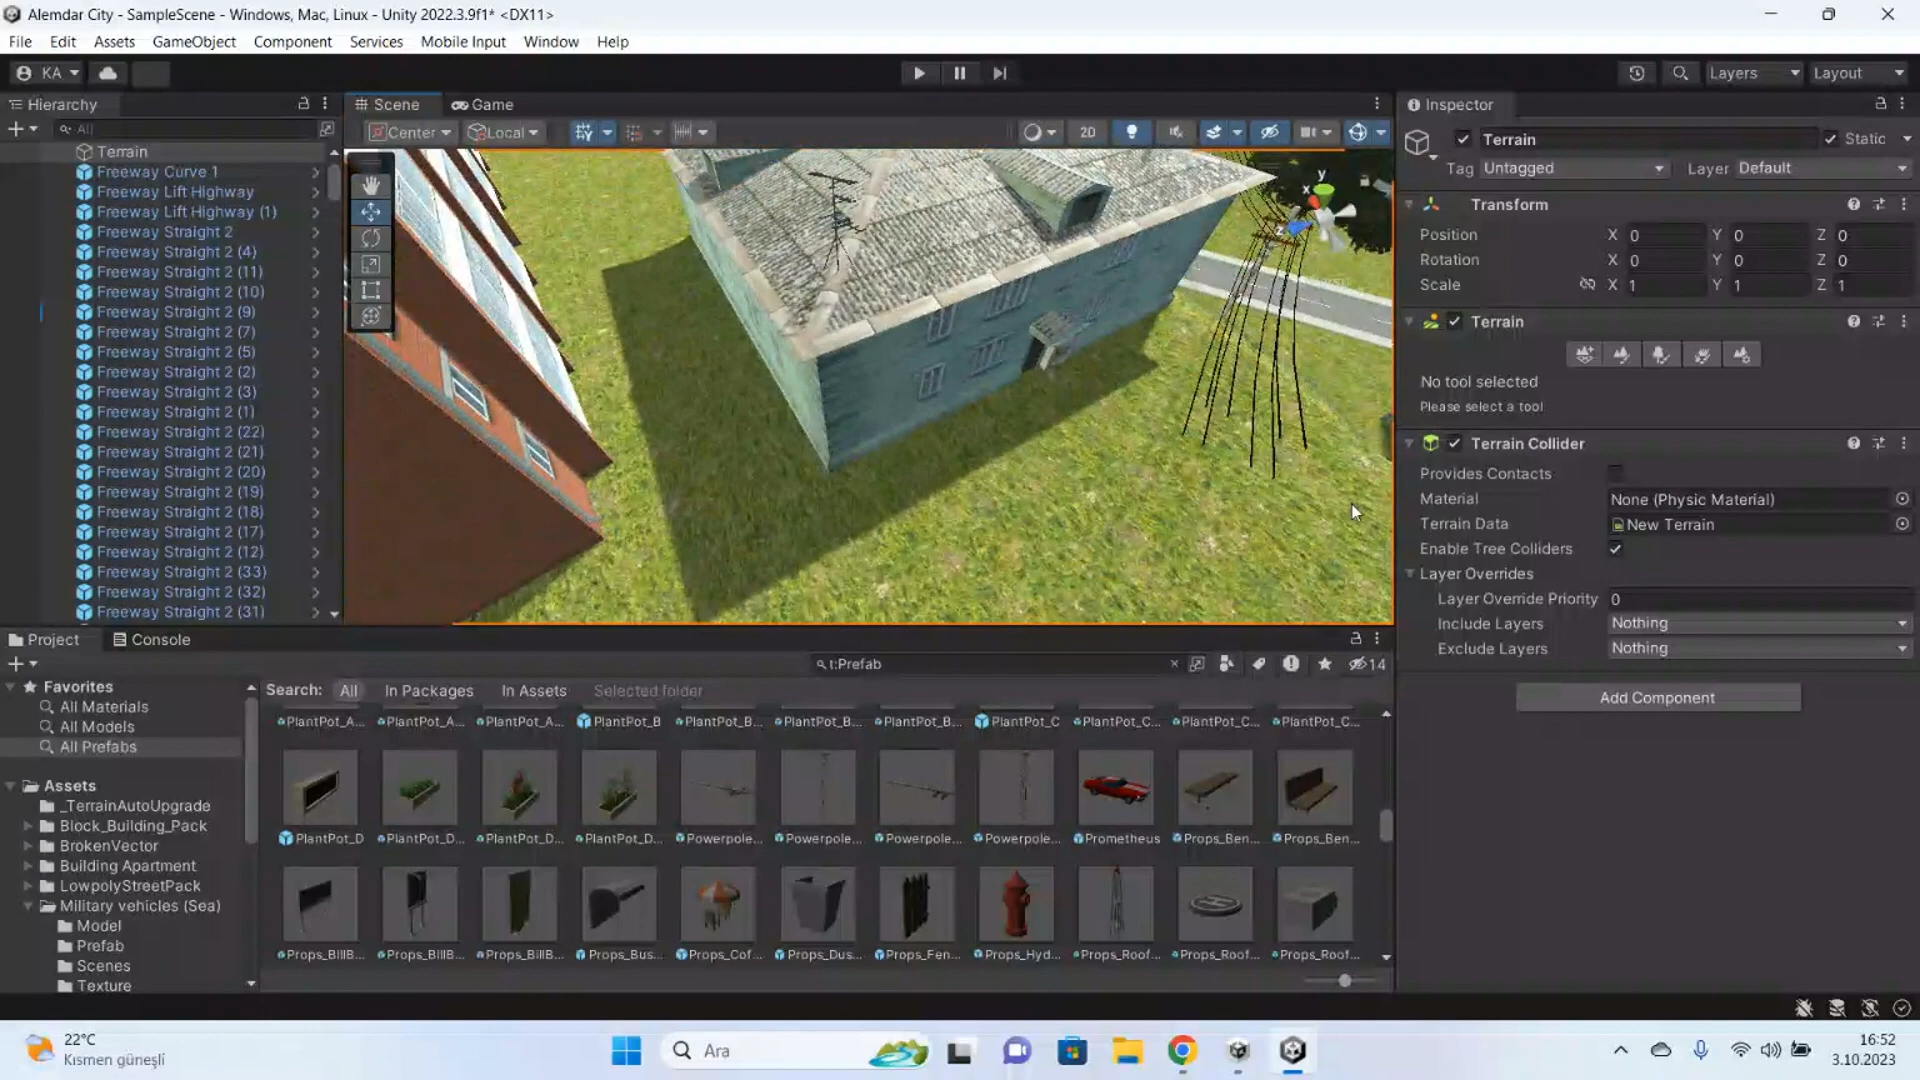 Alemdar City - SampleScene - Windows, Mac, Linux - Unity 2022.3.9f1* <DX11>
File Edit Assets GameObject Component Services Mobile Input Window Help
KA Layers Layout
Hierarchy
All
Terrain
Freeway Curve 1
Freeway Lift Highway
Freeway Lift Highway (1)
Freeway Straight 2
Freeway Straight 2 (4)
Freeway Straight 2 (11)
Freeway Straight 2 (10)
Freeway Straight 2 (9)
Freeway Straight 2 (7)
Freeway Straight 2 (5)
Freeway Straight 2 (2)
Freeway Straight 2 (3)
Freeway Straight 2 (1)
Freeway Straight 2 (22)
Freeway Straight 2 (21)
Freeway Straight 2 (20)
Freeway Straight 2 (19)
Freeway Straight 2 (18)
Freeway Straight 2 (17)
Freeway Straight 2 (12)
Freeway Straight 2 (33)
Freeway Straight 2 (32)
Freeway Straight 2 (31)
Scene Game
Center Local 2D
y
x
z
Inspector
Terrain Static
Tag Untagged Layer Default
Transform
Position X 0 Y 0 Z 0
Rotation X 0 Y 0 Z 0
Scale X 1 Y 1 Z 1
Terrain
No tool selected
Please select a tool
Terrain Collider
Provides Contacts
Material None (Physic Material)
Terrain Data New Terrain
Enable Tree Colliders
Layer Overrides
Layer Override Priority 0
Include Layers Nothing
Exclude Layers Nothing
Add Component
Project Console
t:Prefab 14
Favorites
All Materials
All Models
All Prefabs
Assets
_TerrainAutoUpgrade
Block_Building_Pack
BrokenVector
Building Apartment
LowpolyStreetPack
Military vehicles (Sea)
Model
Prefab
Scenes
Texture
Search: All In Packages In Assets Selected folder
PlantPot_A... PlantPot_A... PlantPot_A... PlantPot_B PlantPot_B... PlantPot_B... PlantPot_B... PlantPot_C PlantPot_C... PlantPot_C... PlantPot_C...
PlantPot_D PlantPot_D... PlantPot_D... PlantPot_D... Powerpole... Powerpole... Powerpole... Powerpole... Prometheus Props_Ben... Props_Ben...
Props_BillB... Props_BillB... Props_BillB... Props_Bus... Props_Cof... Props_Dus... Props_Fen... Props_Hyd... Props_Roof... Props_Roof... Props_Roof...
22°C
Kısmen güneşli
Ara
16:52
3.10.2023